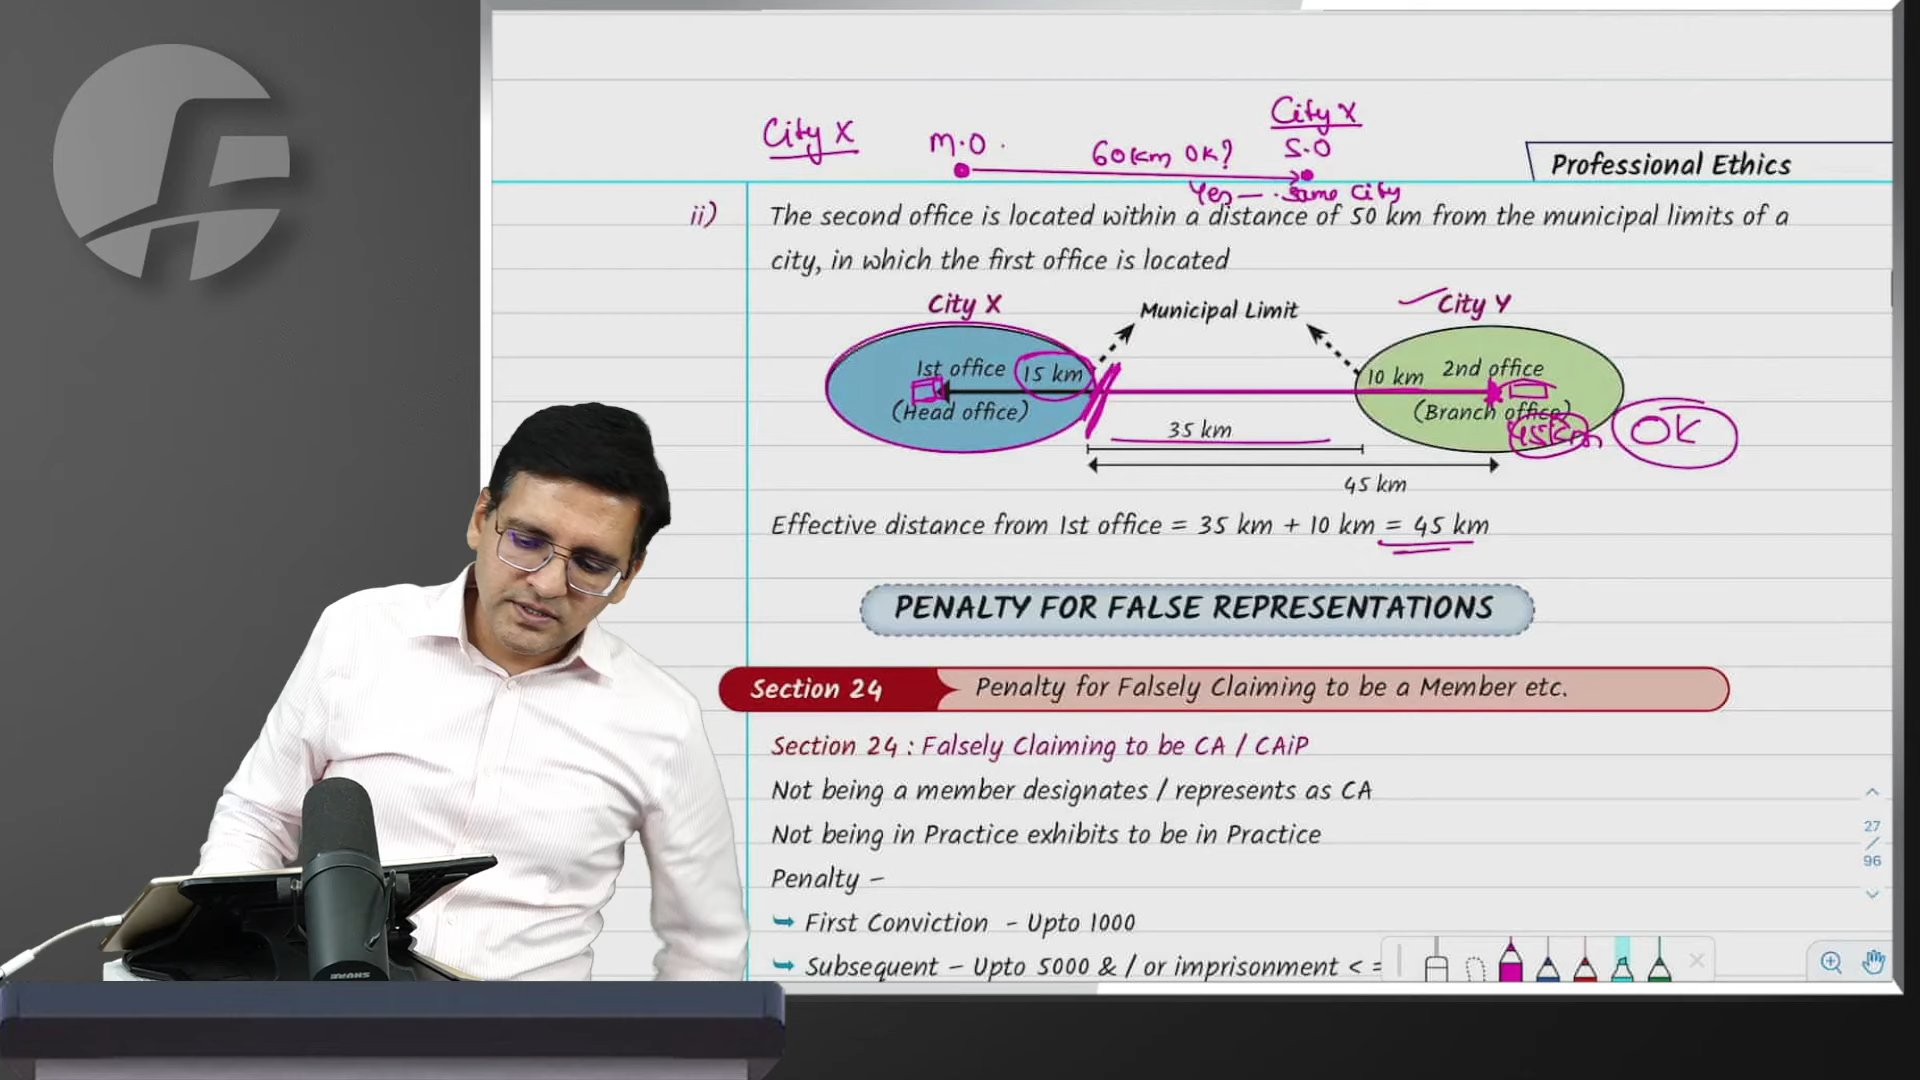 City X
M.O.
60km OK?
City X
S.O
Yes — Same City
Professional Ethics
ii) The second office is located within a distance of 50 km from the municipal limits of a
city, in which the first office is located
City X
Municipal Limit
City Y
1st office
15 km
10 km
2nd office
(Head office)
(Branch office)
45km
OK
35 km
45 km
Effective distance from 1st office = 35 km + 10 km = 45 km
PENALTY FOR FALSE REPRESENTATIONS
Section 24
Penalty for Falsely Claiming to be a Member etc.
Section 24 : Falsely Claiming to be CA / CAiP
Not being a member designates / represents as CA
Not being in Practice exhibits to be in Practice
Penalty –
First Conviction - Upto 1000
Subsequent – Upto 5000 & / or imprisonment < =
27
/
96
SHURE